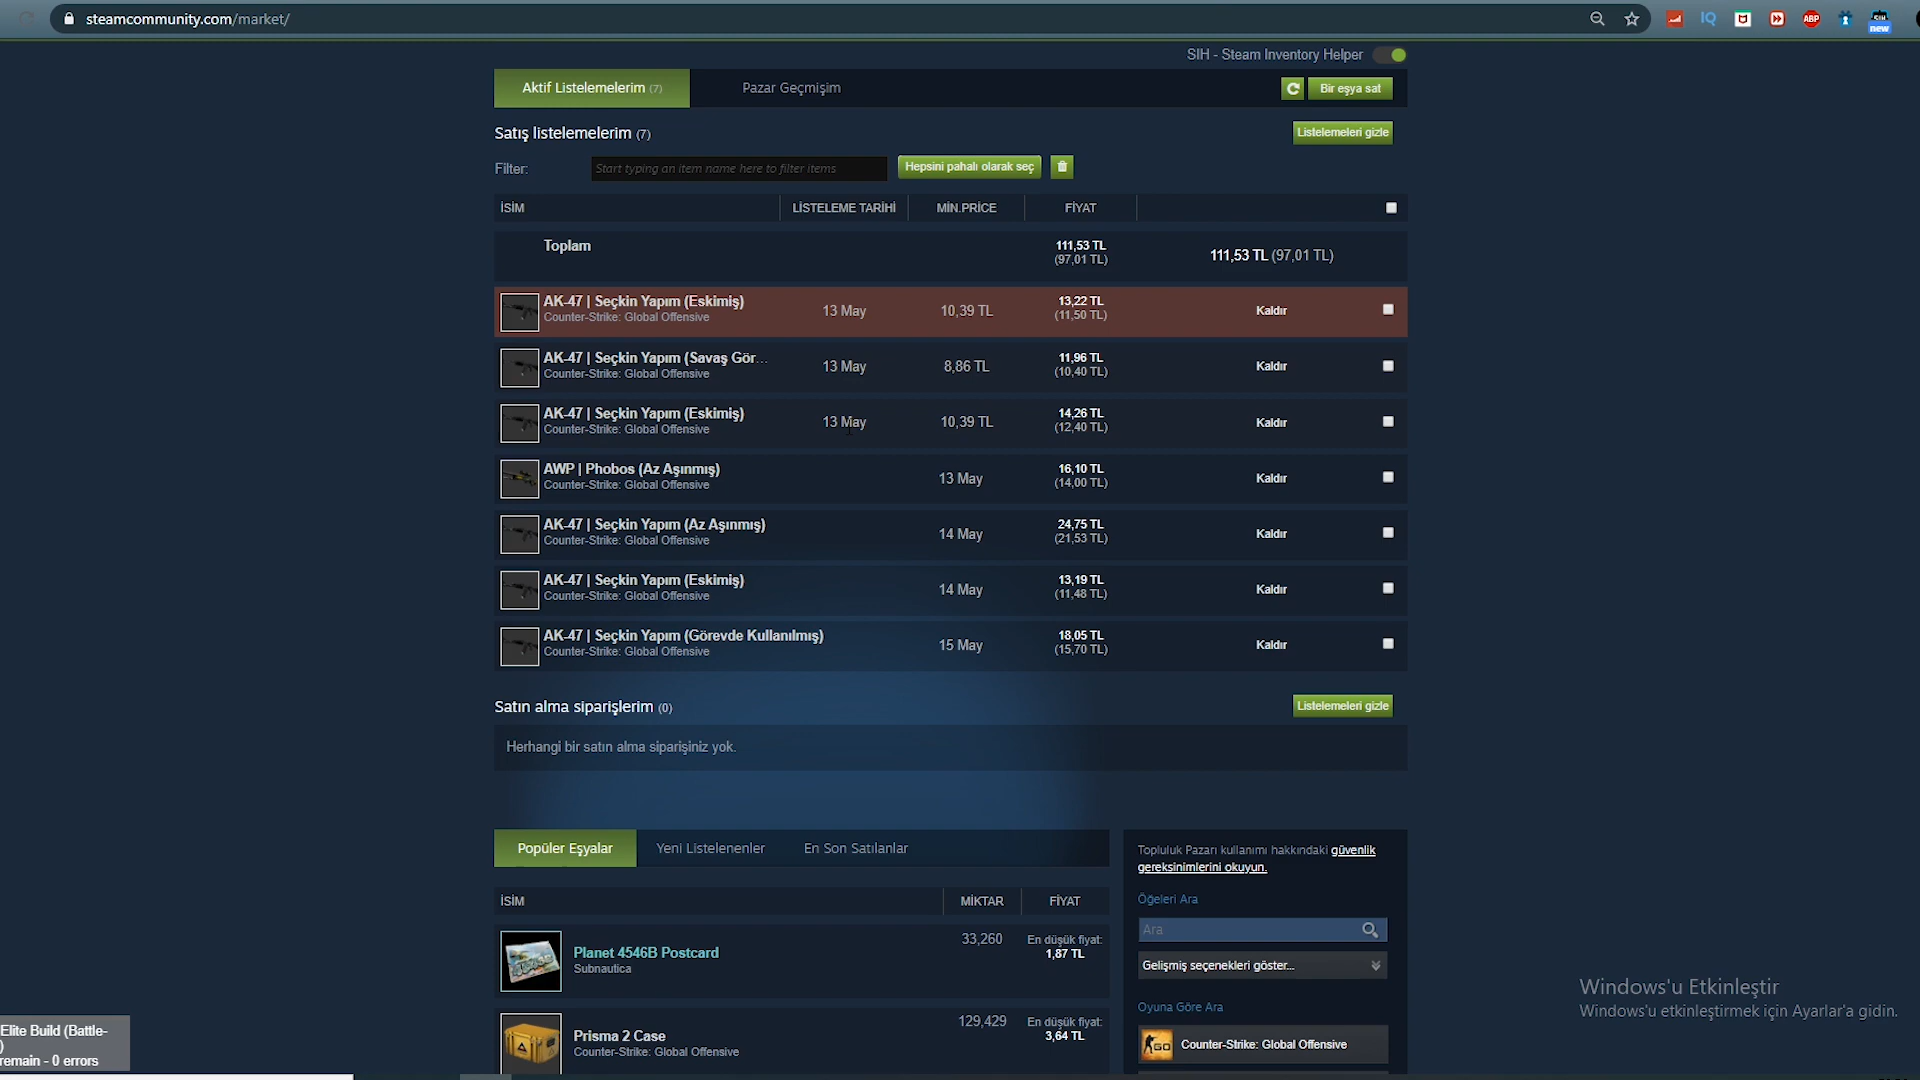 steamcommunity.com/market/
IQ
ABP
SIH
new
SIH - Steam Inventory Helper
Aktif Listelemelerim (7)
Pazar Geçmişim
Bir eşya sat
Satış listelemelerim (7)
Listelemeleri gizle
Filter:
Start typing an item name here to filter items
Hepsini pahalı olarak seç
İSİM
LİSTELEME TARİHİ
MİN.PRİCE
FİYAT
Toplam
111,53 TL
(97,01 TL)
111,53 TL (97,01 TL)
AK-47 | Seçkin Yapım (Eskimiş)
Counter-Strike: Global Offensive
13 May
10,39 TL
13,22 TL
(11,50 TL)
Kaldır
AK-47 | Seçkin Yapım (Savaş Gör...
Counter-Strike: Global Offensive
13 May
8,86 TL
11,96 TL
(10,40 TL)
Kaldır
AK-47 | Seçkin Yapım (Eskimiş)
Counter-Strike: Global Offensive
13 May
10,39 TL
14,26 TL
(12,40 TL)
Kaldır
AWP | Phobos (Az Aşınmış)
Counter-Strike: Global Offensive
13 May
16,10 TL
(14,00 TL)
Kaldır
AK-47 | Seçkin Yapım (Az Aşınmış)
Counter-Strike: Global Offensive
14 May
24,75 TL
(21,53 TL)
Kaldır
AK-47 | Seçkin Yapım (Eskimiş)
Counter-Strike: Global Offensive
14 May
13,19 TL
(11,48 TL)
Kaldır
AK-47 | Seçkin Yapım (Görevde Kullanılmış)
Counter-Strike: Global Offensive
15 May
18,05 TL
(15,70 TL)
Kaldır
Satın alma siparişlerim (0)
Listelemeleri gizle
Herhangi bir satın alma siparişiniz yok.
Popüler Eşyalar
Yeni Listelenenler
En Son Satılanlar
İSİM
MİKTAR
FİYAT
Planet 4546B Postcard
Subnautica
33,260
En düşük fiyat:
1,87 TL
Prisma 2 Case
Counter-Strike: Global Offensive
129,429
En düşük fiyat:
3,64 TL
Topluluk Pazarı kullanımı hakkındaki güvenlik
gereksinimlerini okuyun.
Öğeleri Ara
Ara
Gelişmiş seçenekleri göster...
Oyuna Göre Ara
GO
Counter-Strike: Global Offensive
Windows'u Etkinleştir
Windows'u etkinleştirmek için Ayarlar'a gidin.
Elite Build (Battle-
)
remain - 0 errors